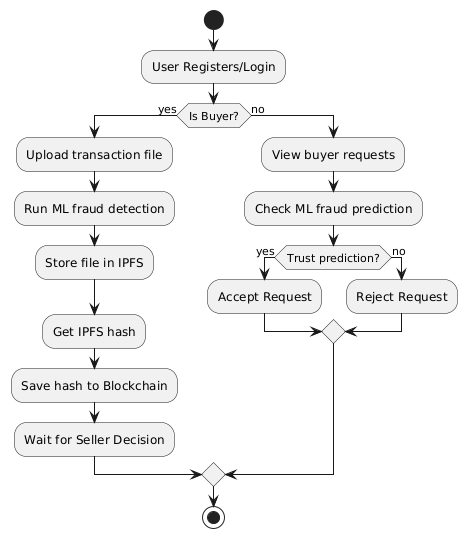 User Registers/Login
yes
Is Buyer?
no
Upload transaction file
View buyer requests
Run ML fraud detection
Check ML fraud prediction
yes
Trust prediction?
no
Store file in IPFS
Accept Request
Reject Request
Get IPFS hash
Save hash to Blockchain
Wait for Seller Decision